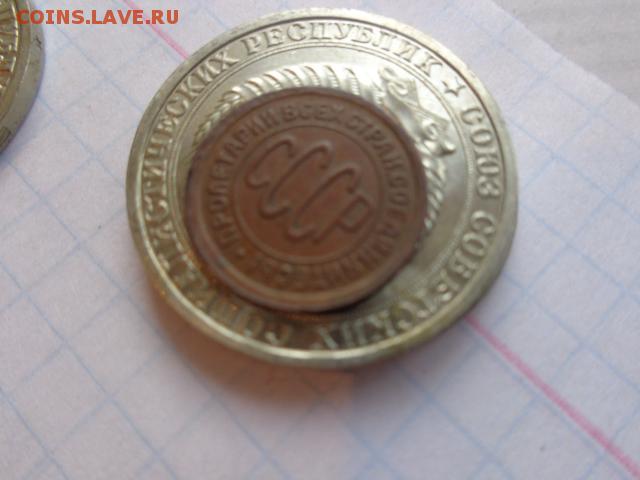 COINS.LAVE.RU
СОЮЗ СОВЕТСКИХ СОЦИАЛИСТИЧЕСКИХ РЕСПУБЛИК
ПРОЛЕТАРИИ ВСЕХ СТРАН СОЕДИНЯЙТЕСЬ
СССР